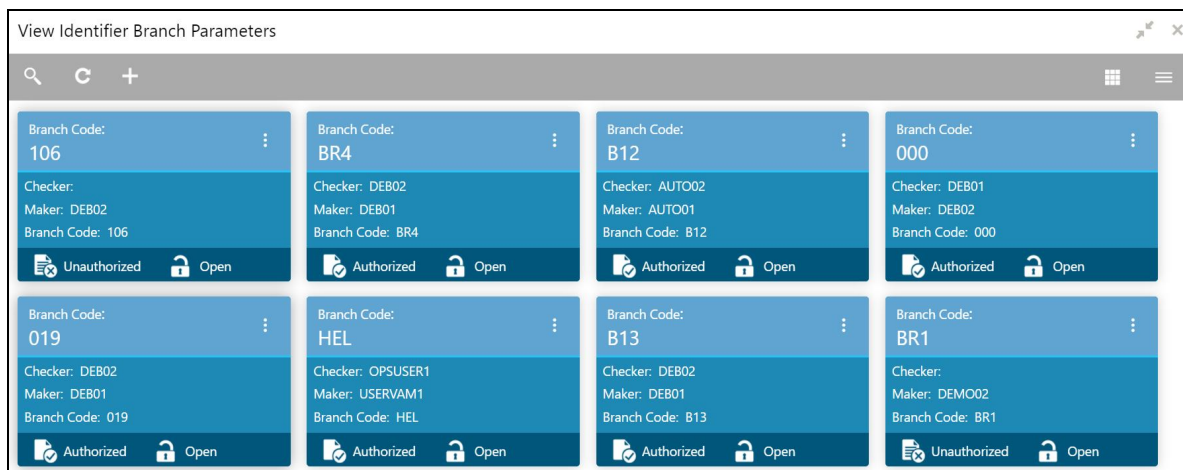 View Identifier Branch Parameters
Branch Code:
106
Checker:
Maker: DEB02
Branch Code: 106
Unauthorized Open
Branch Code:
BR4
Checker: DEB02
Maker: DEB01
Branch Code: BR4
Authorized Open
Branch Code:
B12
Checker: AUTO02
Maker: AUTO01
Branch Code: B12
Authorized Open
Branch Code:
000
Checker: DEB01
Maker: DEB02
Branch Code: 000
Authorized Open
Branch Code:
019
Checker: DEB02
Maker: DEB01
Branch Code: 019
Authorized Open
Branch Code:
HEL
Checker: OPSUSER1
Maker: USERVAM1
Branch Code: HEL
Authorized Open
Branch Code:
B13
Checker: DEB02
Maker: DEB01
Branch Code: B13
Authorized Open
Branch Code:
BR1
Checker:
Maker: DEMO02
Branch Code: BR1
Unauthorized Open